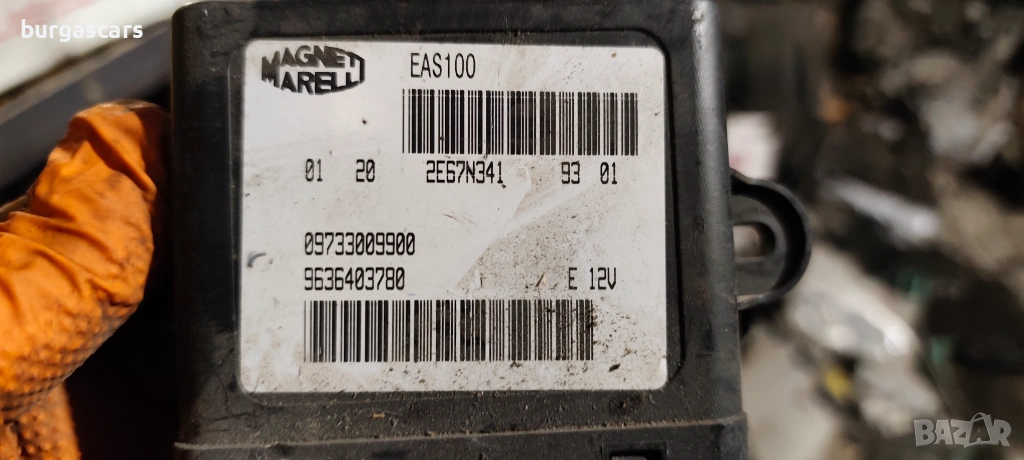 burgascars
MAGNETI
MARELLI
EAS100
01 20 2E67N341 93 01
09733009900
9636403780 E 12V
BAZAR